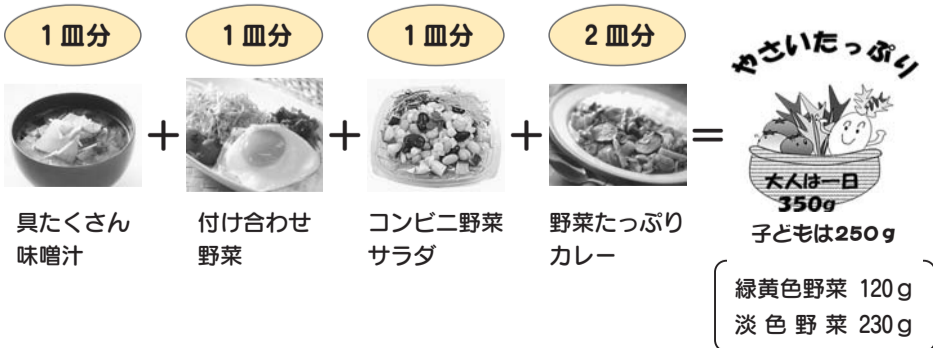 1皿分
1皿分
1皿分
2皿分
+
+
+
=
具たくさん
味噌汁
付け合わせ
野菜
コンビニ野菜
サラダ
野菜たっぷり
カレー
やさいたっぷり
大人は一日
350g
子どもは250g
緑黄色野菜 120g
淡色野菜 230g